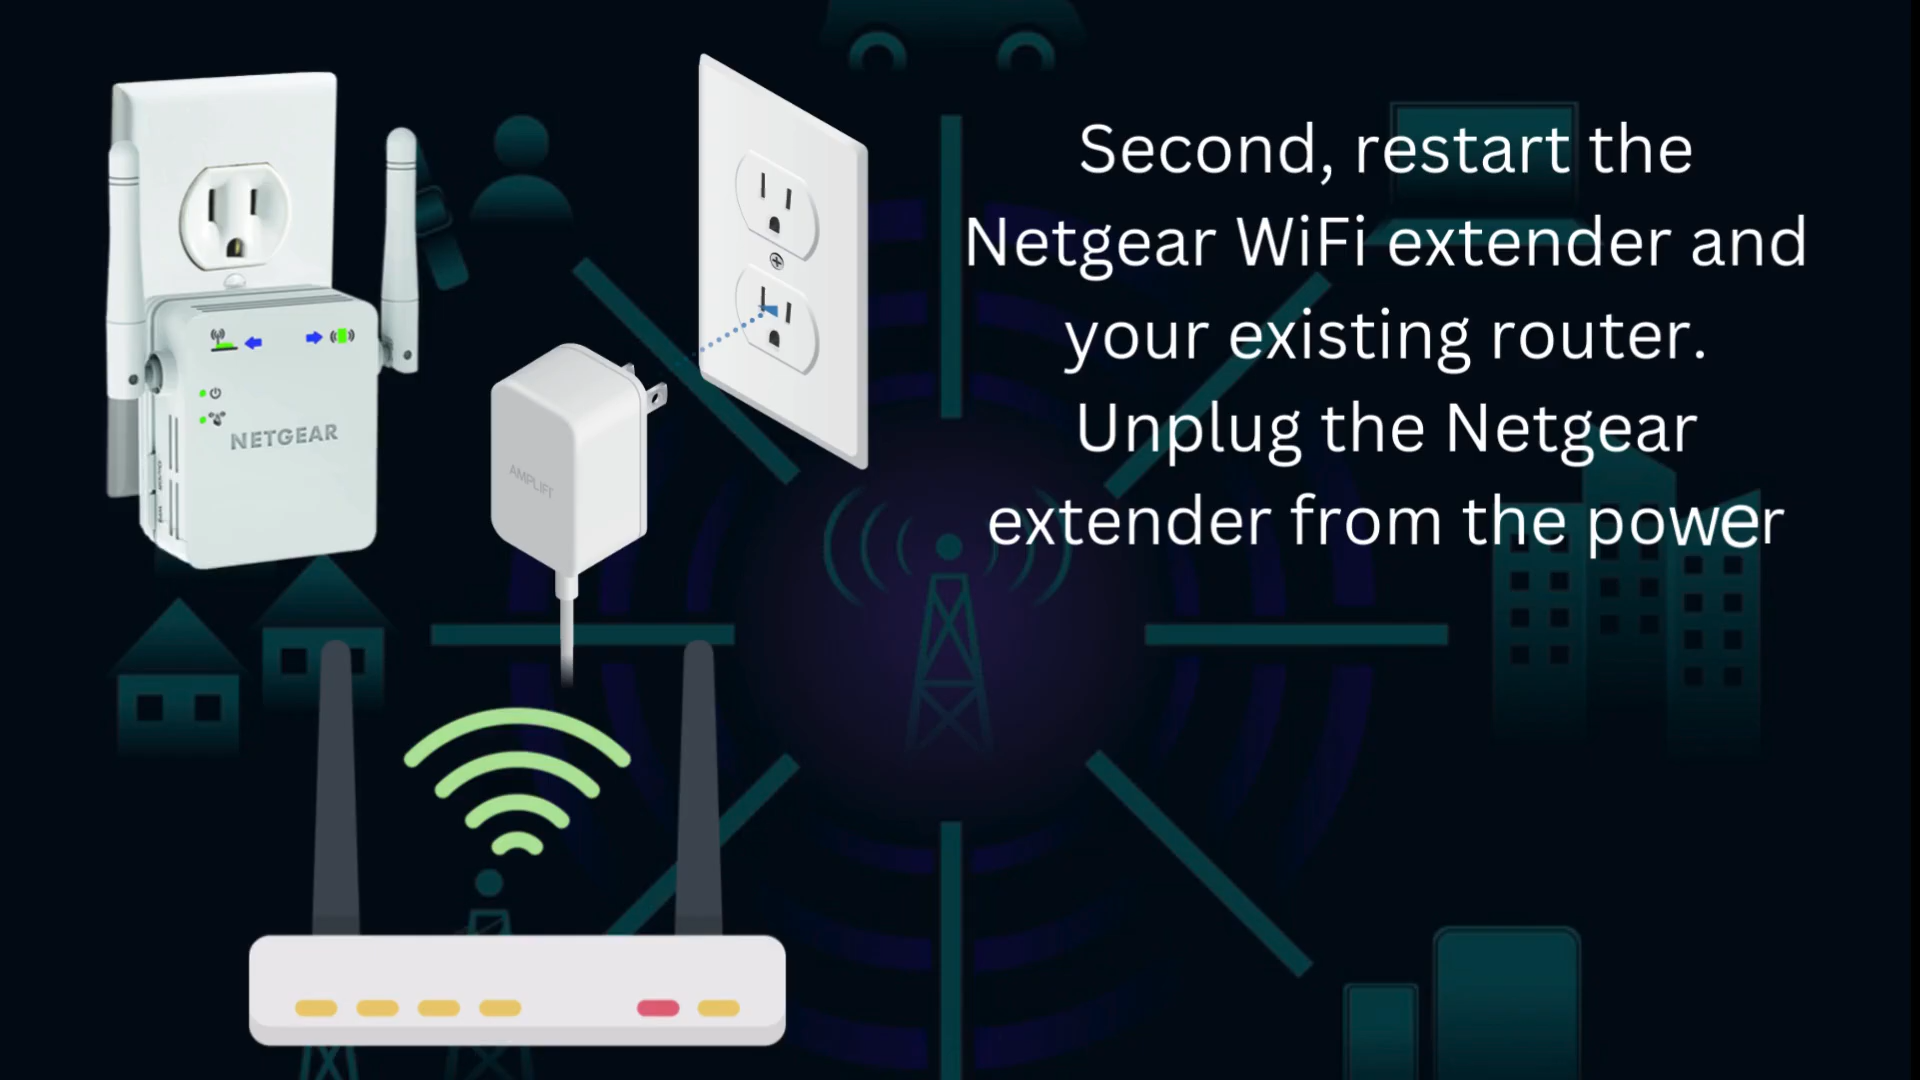 Second, restart the
Netgear WiFi extender and
your existing router.
Unplug the Netgear
extender from the power
NETGEAR
AMPLIFI